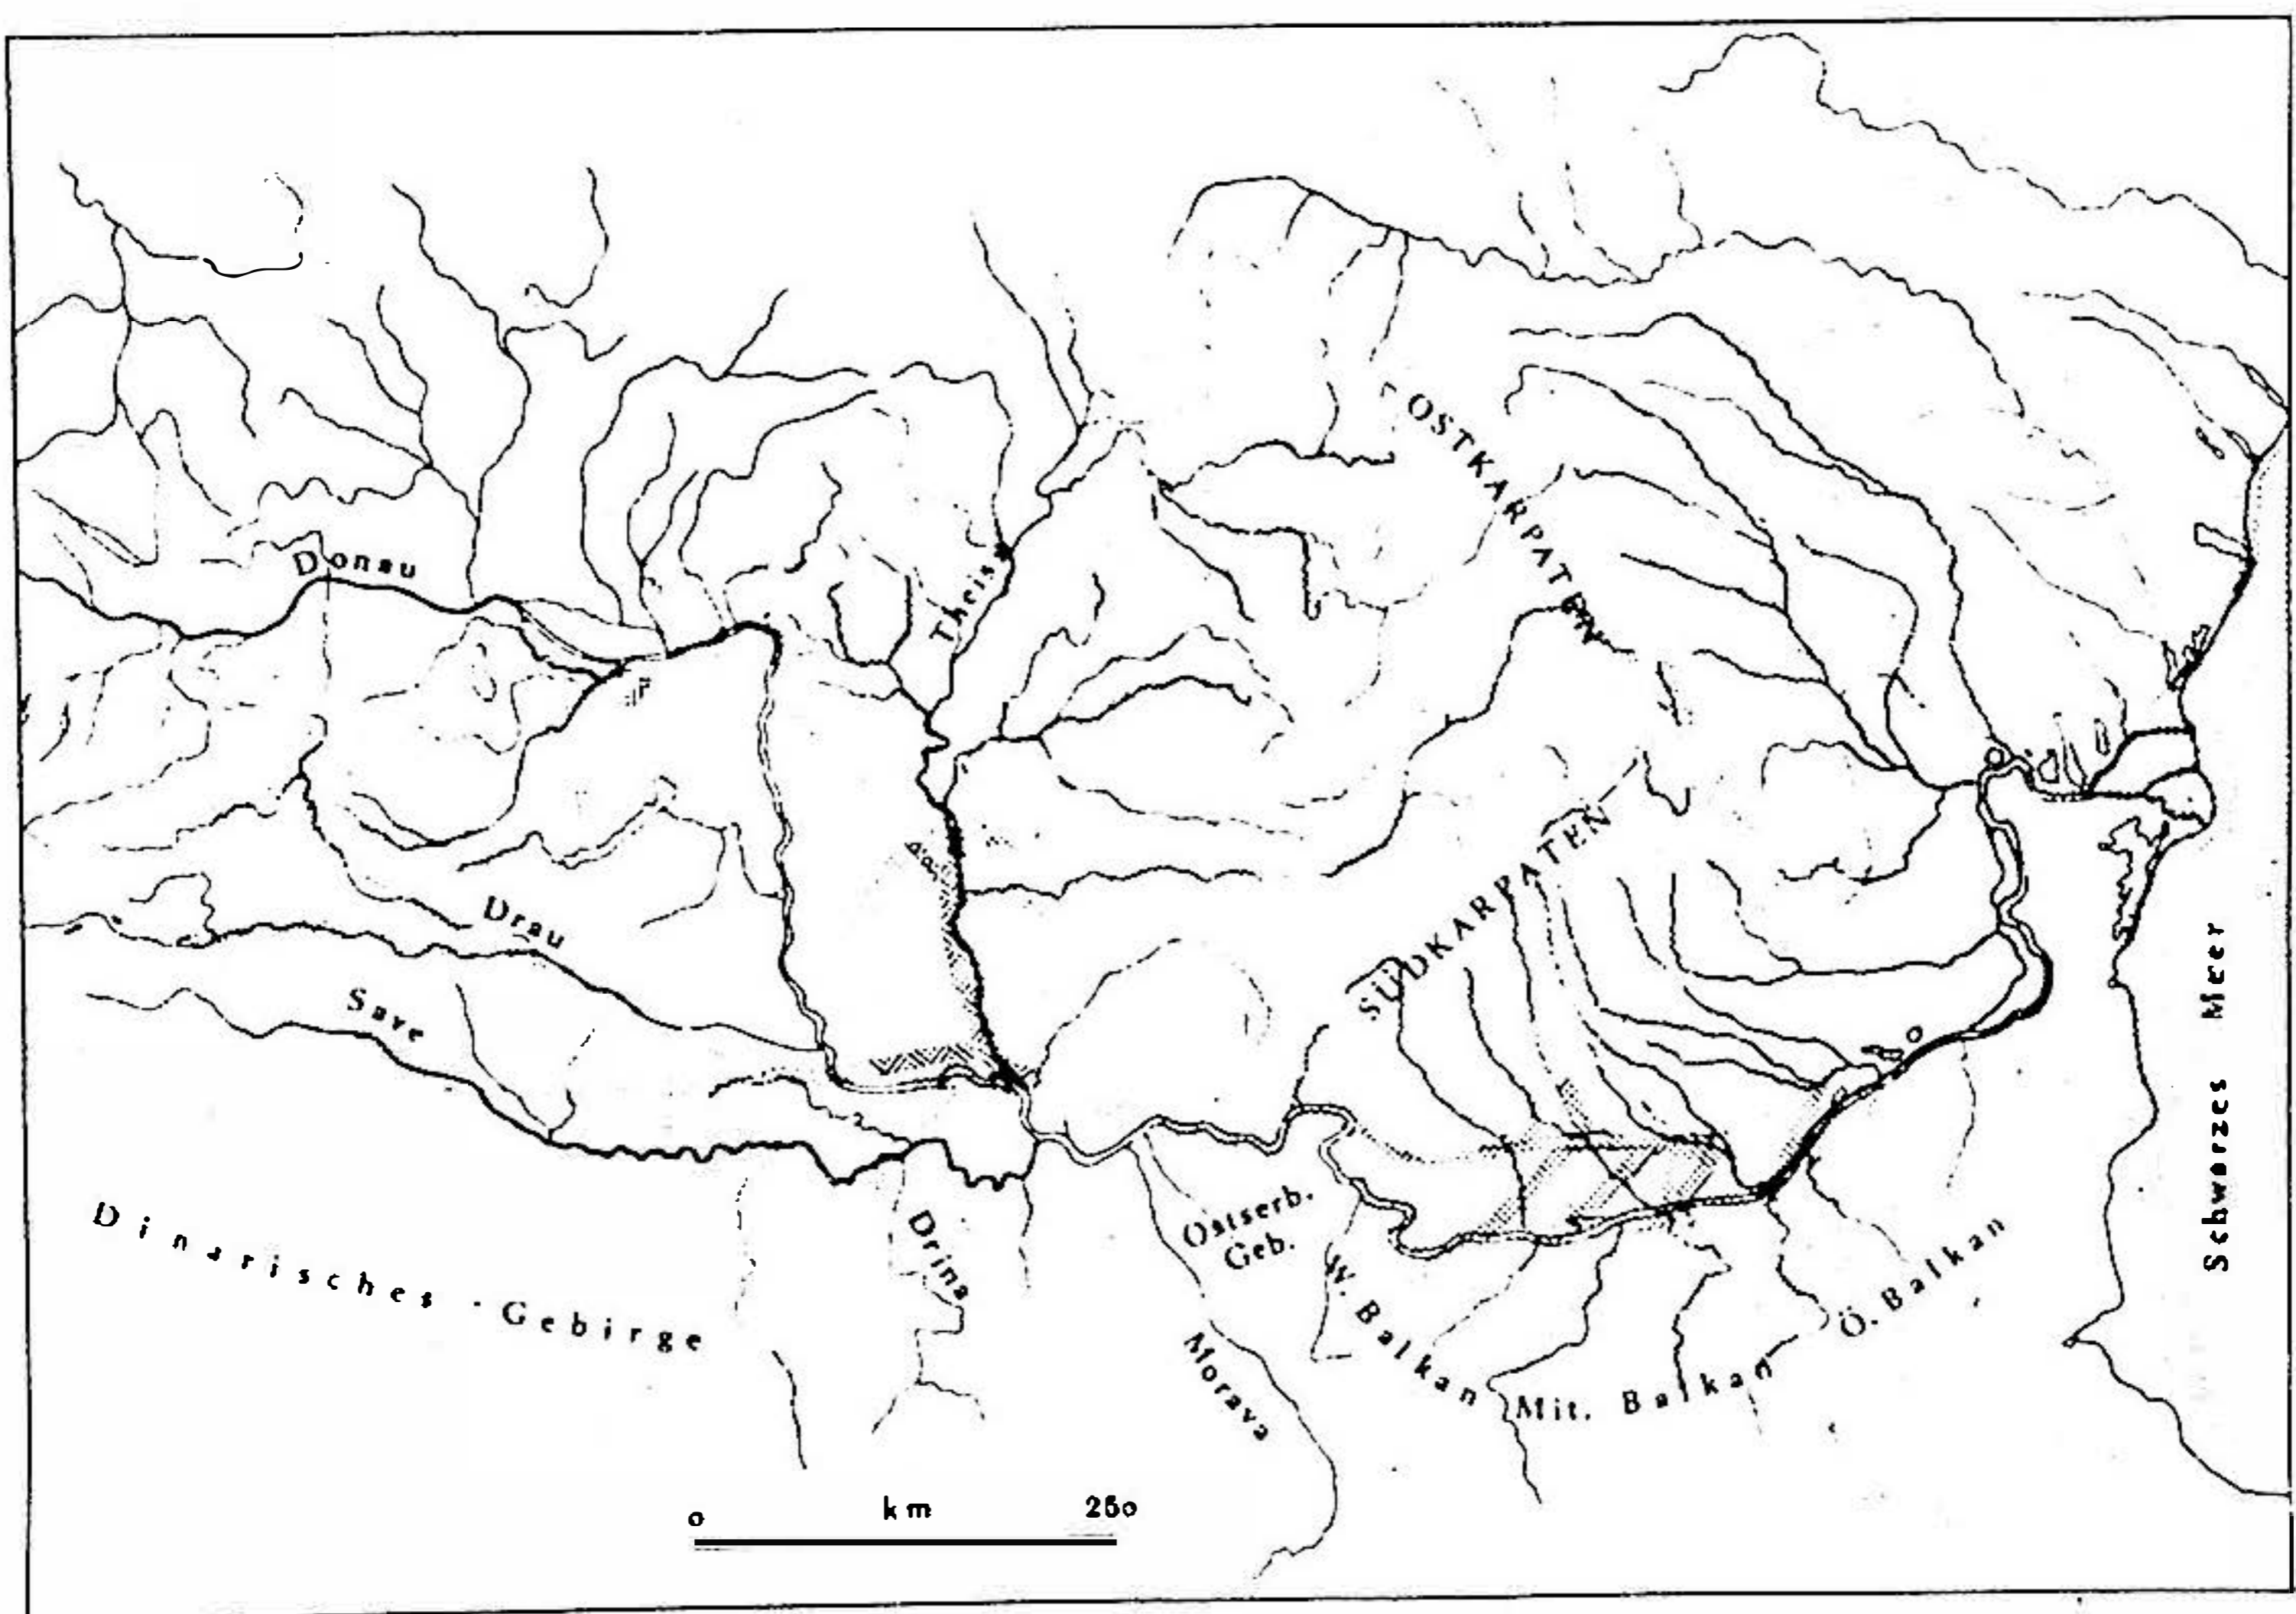 OSTKARPATEN
Donau
Theiss
SÜDKARPATEN
Drau
Save
Schwarzes Meer
Dinarisches Gebirge
Drina
Ostserb.
Geb.
W. Balkan
Mit. Balkan
Ö. Balkan
Morava
0 km 250